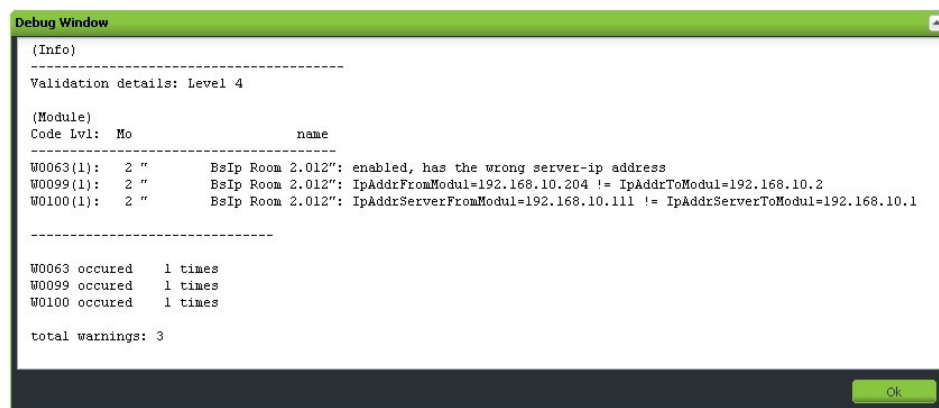 Debug Window
(Info)
----------------------------------------
Validation details: Level 4
(Module)
Code Lvl: Mo name
---------------------------------------
W0063(1): 2 " BsIp Room 2.012": enabled, has the wrong server-ip address
W0099(1): 2 " BsIp Room 2.012": IpAddrFromModul=192.168.10.204 != IpAddrToModul=192.168.10.2
W0100(1): 2 " BsIp Room 2.012": IpAddrServerFromModul=192.168.10.111 != IpAddrServerToModul=192.168.10.1
-------------------------------
W0063 occured 1 times
W0099 occured 1 times
W0100 occured 1 times
total warnings: 3
Ok